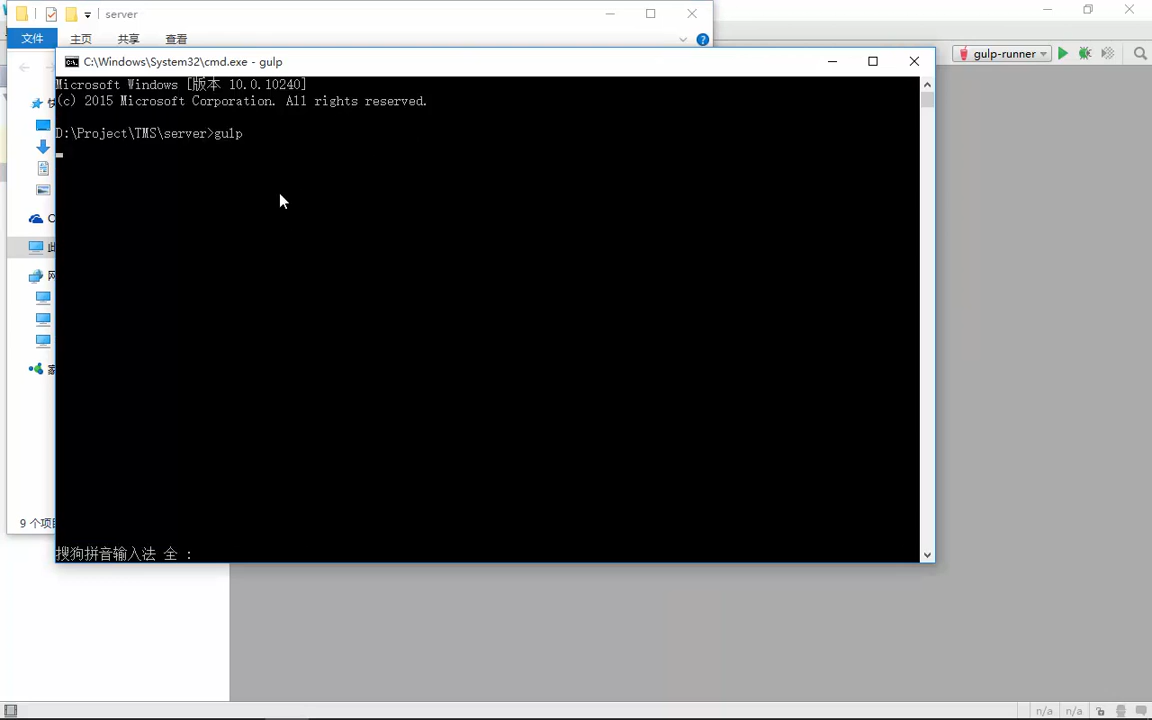 server
文件 主页 共享 查看
gulp-runner
C:\Windows\System32\cmd.exe - gulp
Microsoft Windows [版本 10.0.10240]
(c) 2015 Microsoft Corporation. All rights reserved.
D:\Project\TMS\server>gulp
9 个项
搜狗拼音输入法 全 :
n/a n/a